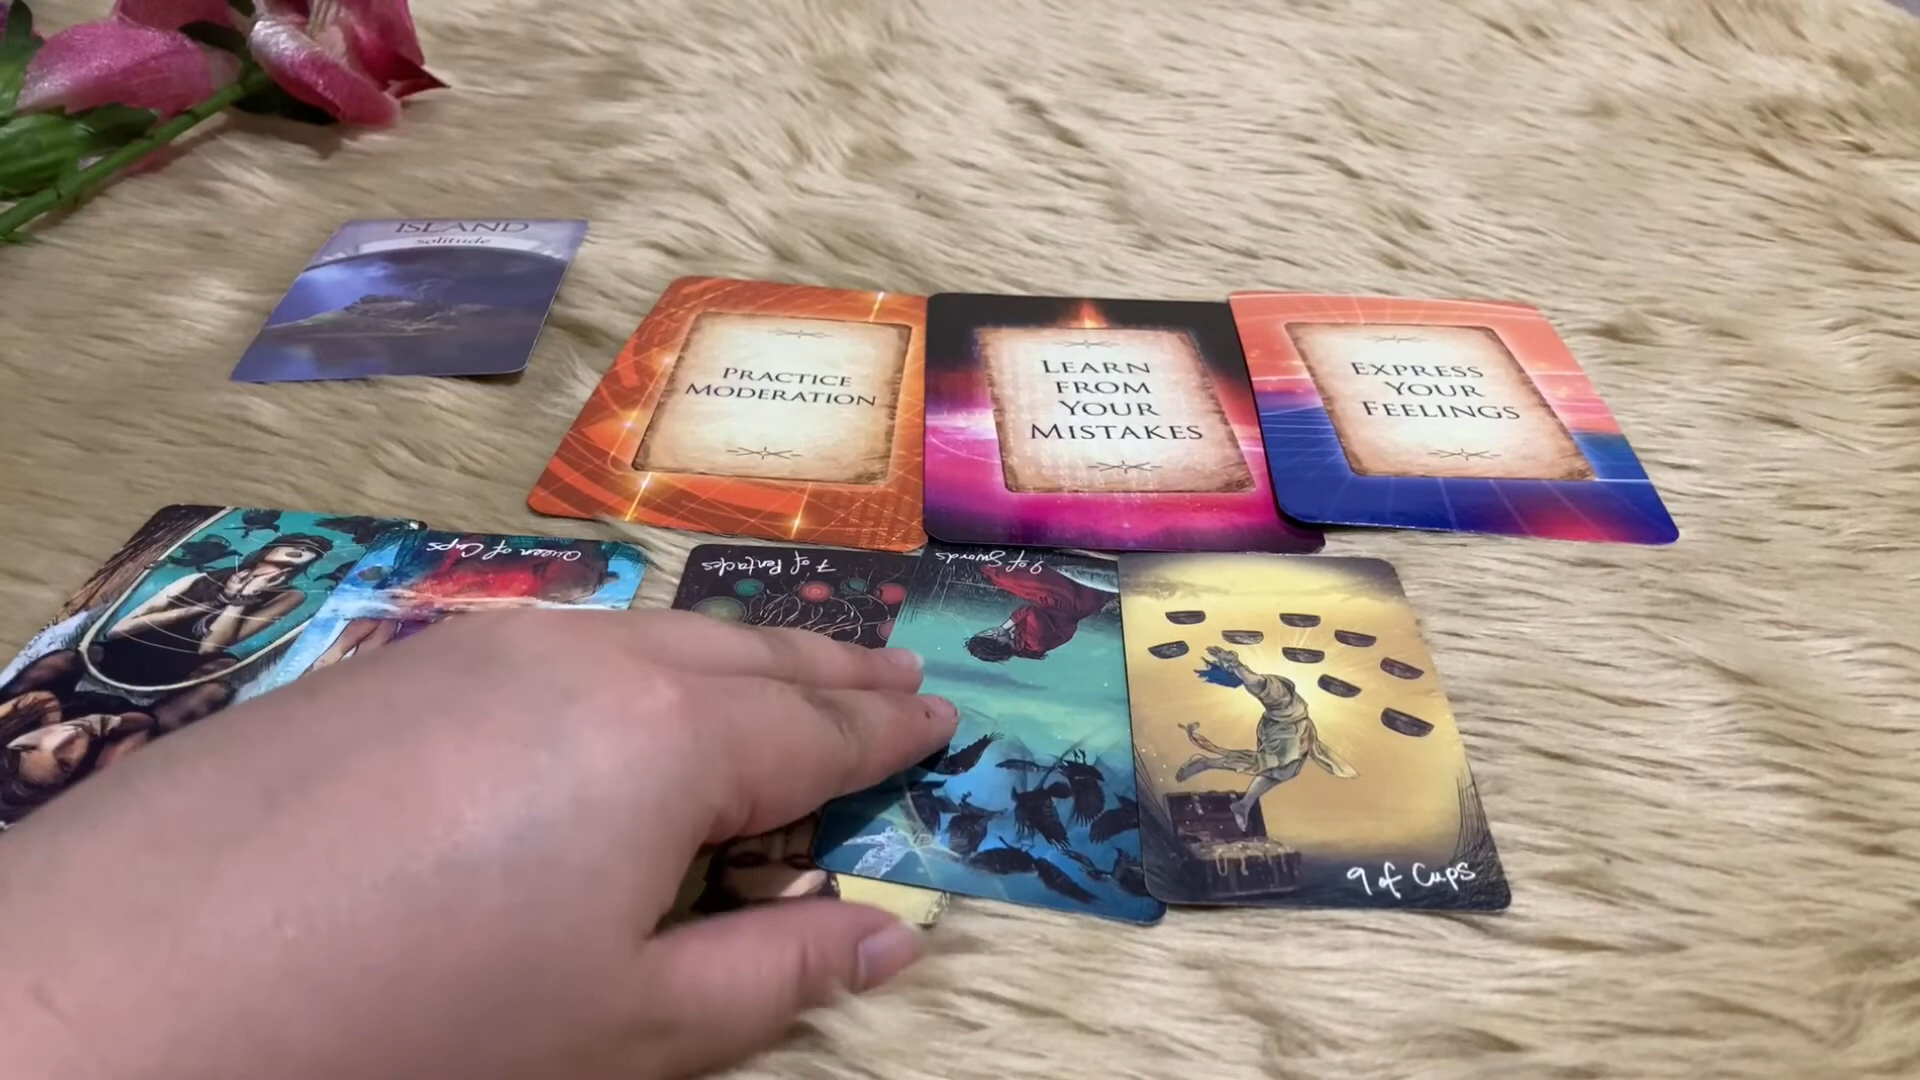 ISLAND
solitude
PRACTICE
MODERATION
LEARN
FROM
YOUR
MISTAKES
EXPRESS
YOUR
FEELINGS
Queen of Cups
7 of Pentacles
9 of Swords
9 of Cups